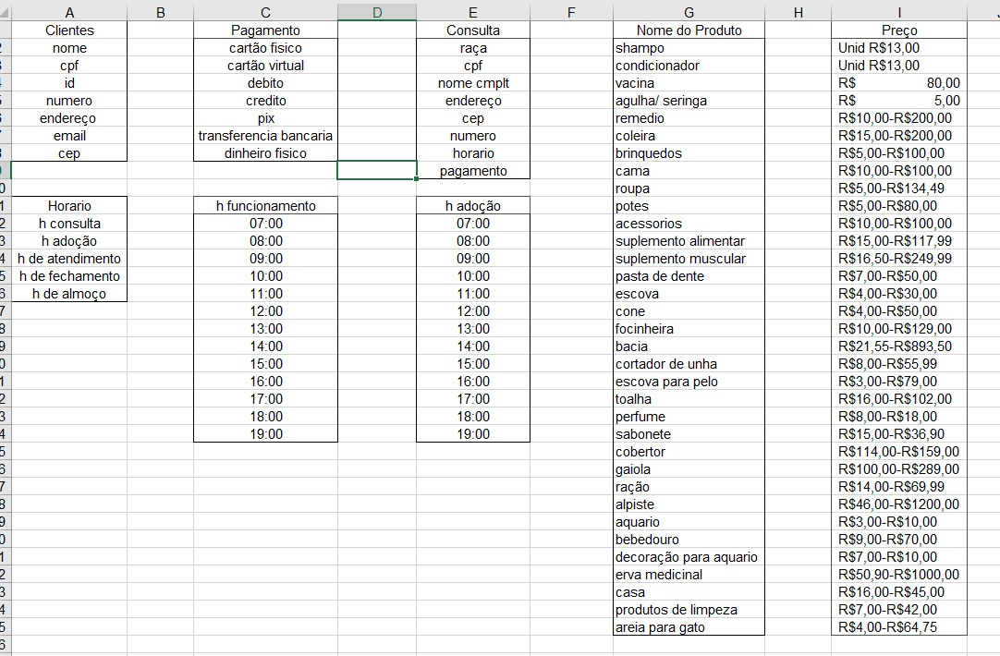 A B C D E F G H I
Clientes Pagamento Consulta Nome do Produto Preço
nome cartão fisico raça shampo Unid R$13,00
cpf cartão virtual cpf condicionador Unid R$13,00
id debito nome cmplt vacina R$ 80,00
numero credito endereço agulha/ seringa R$ 5,00
endereço pix cep remedio R$10,00-R$200,00
email transferencia bancaria numero coleira R$15,00-R$200,00
cep dinheiro fisico horario brinquedos R$5,00-R$100,00
pagamento cama R$10,00-R$100,00
roupa R$5,00-R$134,49
Horario h funcionamento h adoção potes R$5,00-R$80,00
h consulta 07:00 07:00 acessorios R$10,00-R$100,00
h adoção 08:00 08:00 suplemento alimentar R$15,00-R$117,99
h de atendimento 09:00 09:00 suplemento muscular R$16,50-R$249,99
h de fechamento 10:00 10:00 pasta de dente R$7,00-R$50,00
h de almoço 11:00 11:00 escova R$4,00-R$30,00
12:00 12:00 cone R$4,00-R$50,00
13:00 13:00 focinheira R$10,00-R$129,00
14:00 14:00 bacia R$21,55-R$893,50
15:00 15:00 cortador de unha R$8,00-R$55,99
16:00 16:00 escova para pelo R$3,00-R$79,00
17:00 17:00 toalha R$16,00-R$102,00
18:00 18:00 perfume R$8,00-R$18,00
19:00 19:00 sabonete R$15,00-R$36,90
cobertor R$114,00-R$159,00
gaiola R$100,00-R$289,00
ração R$14,00-R$69,99
alpiste R$46,00-R$1200,00
aquario R$3,00-R$10,00
bebedouro R$9,00-R$70,00
decoração para aquario R$7,00-R$10,00
erva medicinal R$50,90-R$1000,00
casa R$16,00-R$45,00
produtos de limpeza R$7,00-R$42,00
areia para gato R$4,00-R$64,75